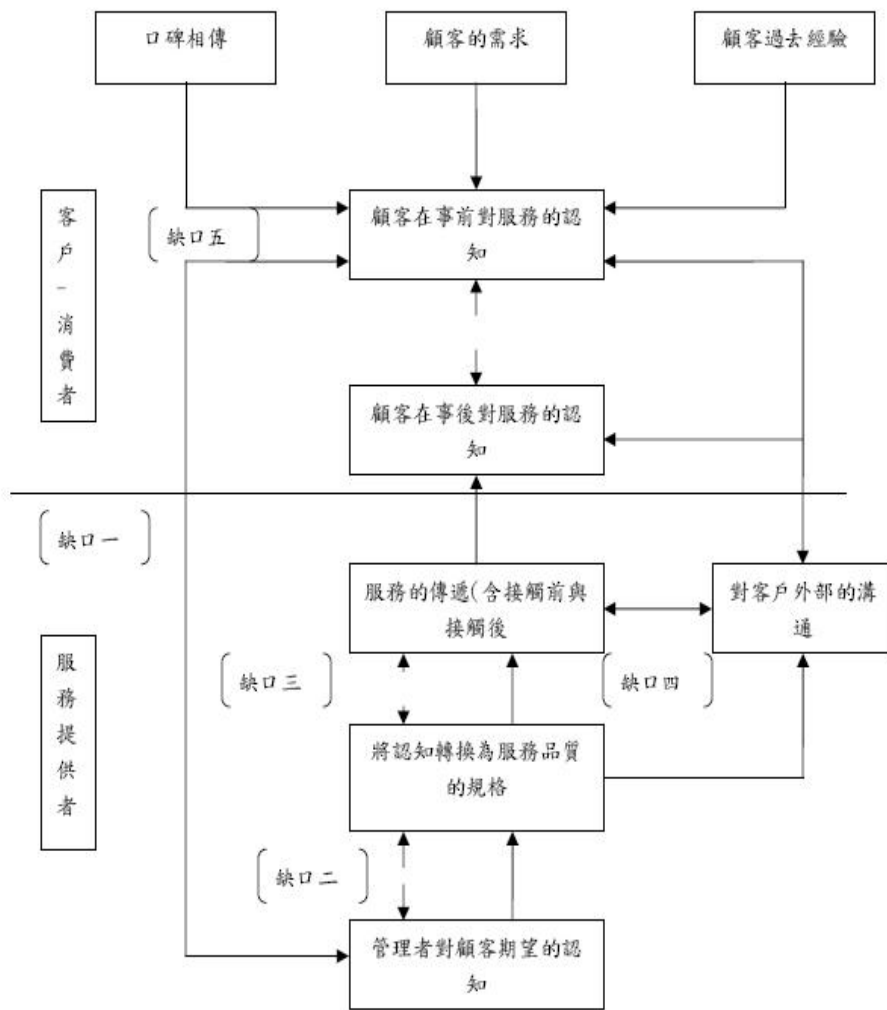 口碑相傳
顧客的需求
顧客過去經驗
客戶－消費者
顧客在事前對服務的認
知
缺口五
顧客在事後對服務的認
知
缺口一
服務的傳遞(含接觸前與
接觸後
對客戶外部的溝
通
服務提供者
缺口三
缺口四
將認知轉換為服務品質
的規格
缺口二
管理者對顧客期望的認
知